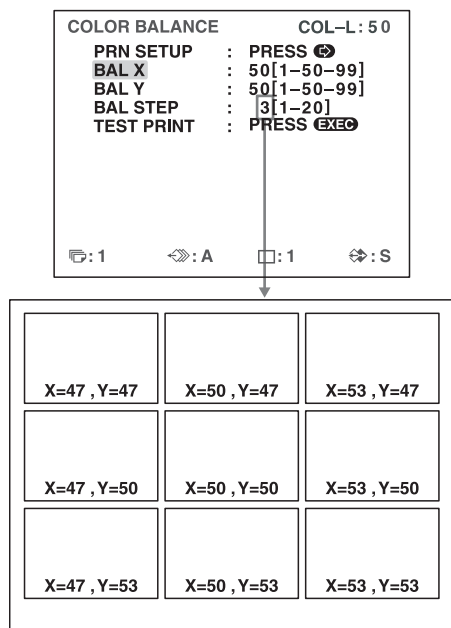 COLOR BALANCE COL–L:50
PRN SETUP : PRESS
BAL X : 50[1–50–99]
BAL Y : 50[1–50–99]
BAL STEP : 3[1–20]
TEST PRINT : PRESS EXEC
:1 :A :1 :S
X=47 , Y=47 X=50 , Y=47 X=53 , Y=47
X=47 , Y=50 X=50 , Y=50 X=53 , Y=50
X=47 , Y=53 X=50 , Y=53 X=53 , Y=53